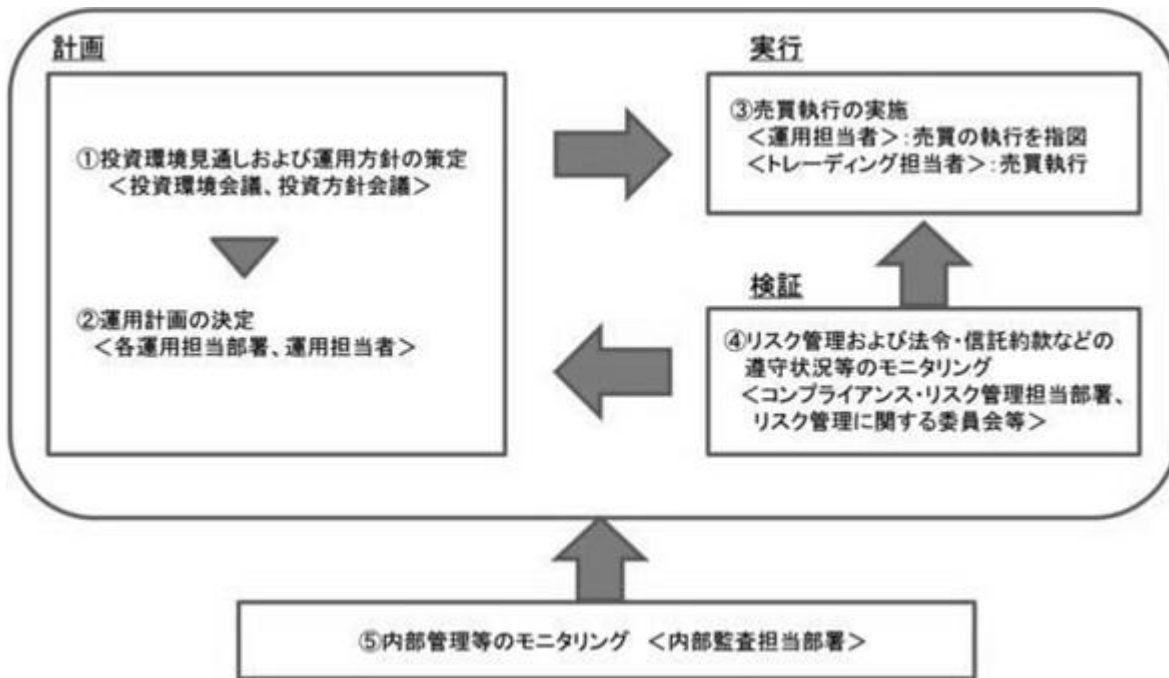 計画
①投資環境見通しおよび運用方針の策定
＜投資環境会議、投資方針会議＞
②運用計画の決定
＜各運用担当部署、運用担当者＞
実行
③売買執行の実施
＜運用担当者＞：売買の執行を指図
＜トレーディング担当者＞：売買執行
検証
④リスク管理および法令・信託約款などの
遵守状況等のモニタリング
＜コンプライアンス・リスク管理担当部署、
リスク管理に関する委員会等＞
⑤内部管理等のモニタリング　＜内部監査担当部署＞